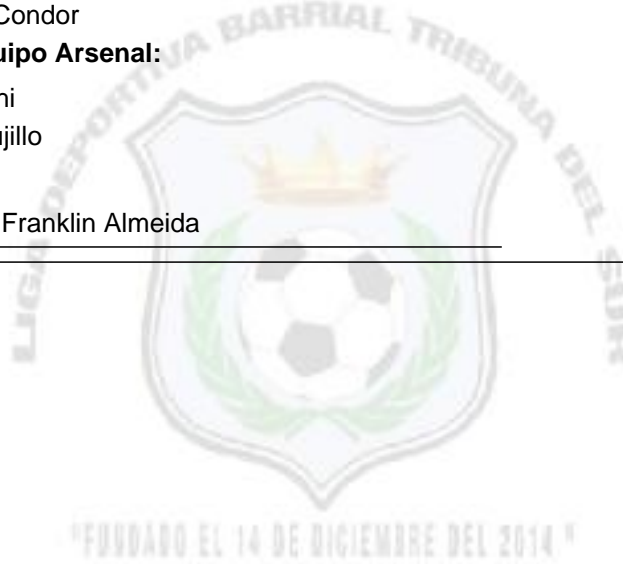 Condor
uipo Arsenal:
ni
ujillo
Franklin Almeida
LIGA DEPORTIVA BARRIAL TRIBUNA DEL SUR
"FUNDADO EL 14 DE DICIEMBRE DEL 2014"